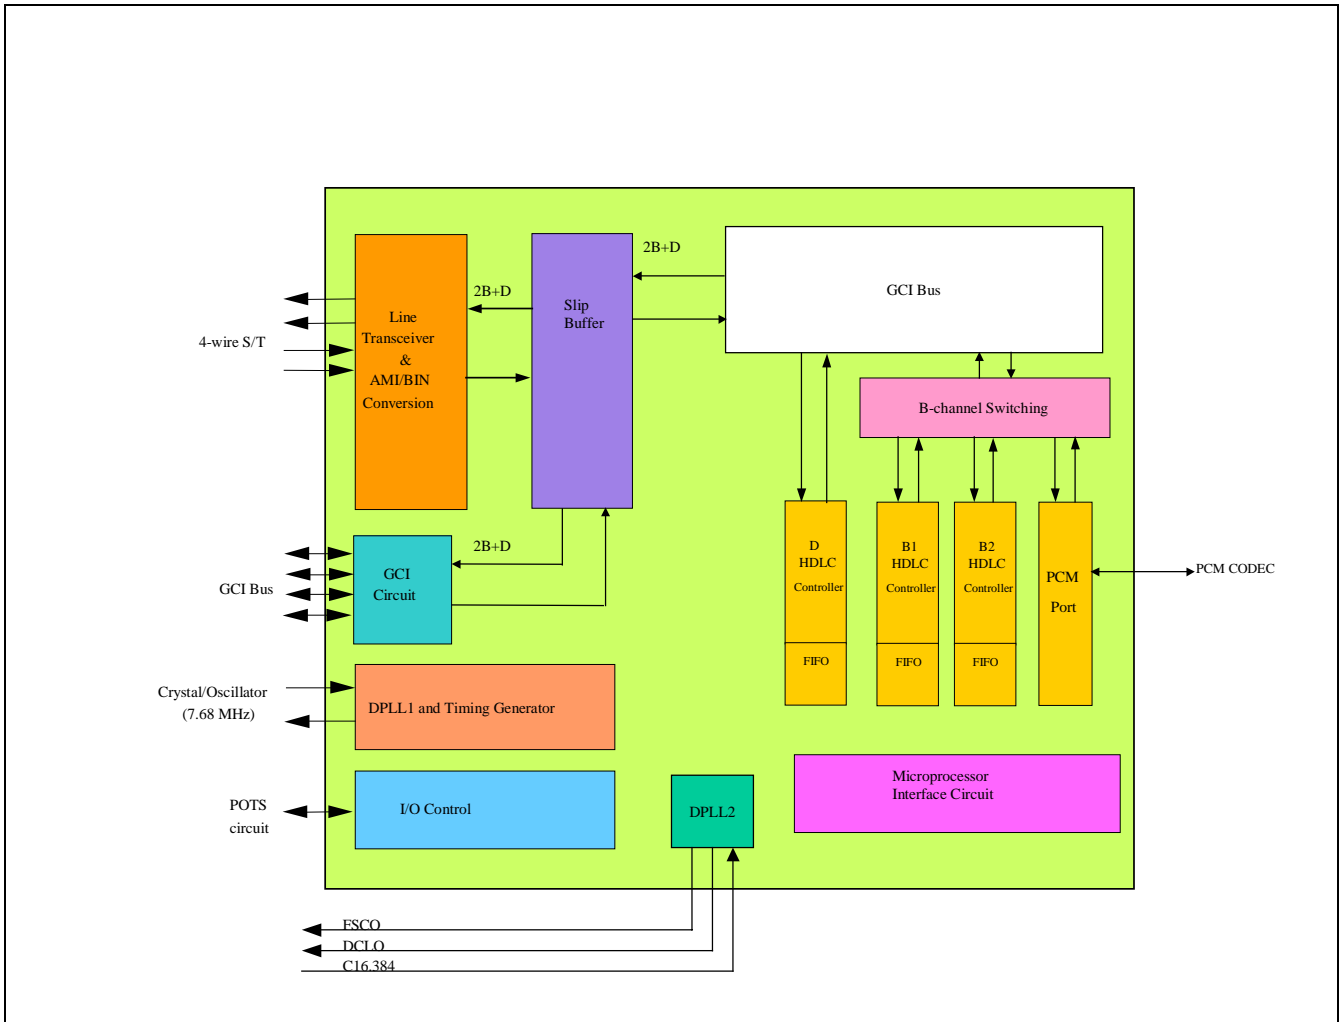 2B+D
GCI Bus
2B+D
Slip
Buffer
Line
Transceiver
&
AMI/BIN
Conversion
4-wire S/T
B-channel Switching
2B+D
D
HDLC
Controller
FIFO
B1
HDLC
Controller
FIFO
B2
HDLC
Controller
FIFO
PCM
Port
PCM CODEC
GCI
Circuit
GCI Bus
Crystal/Oscillator
(7.68 MHz)
DPLL1 and Timing Generator
Microprocessor
Interface Circuit
POTS
circuit
I/O Control
DPLL2
FSCO
DCLO
C16.384